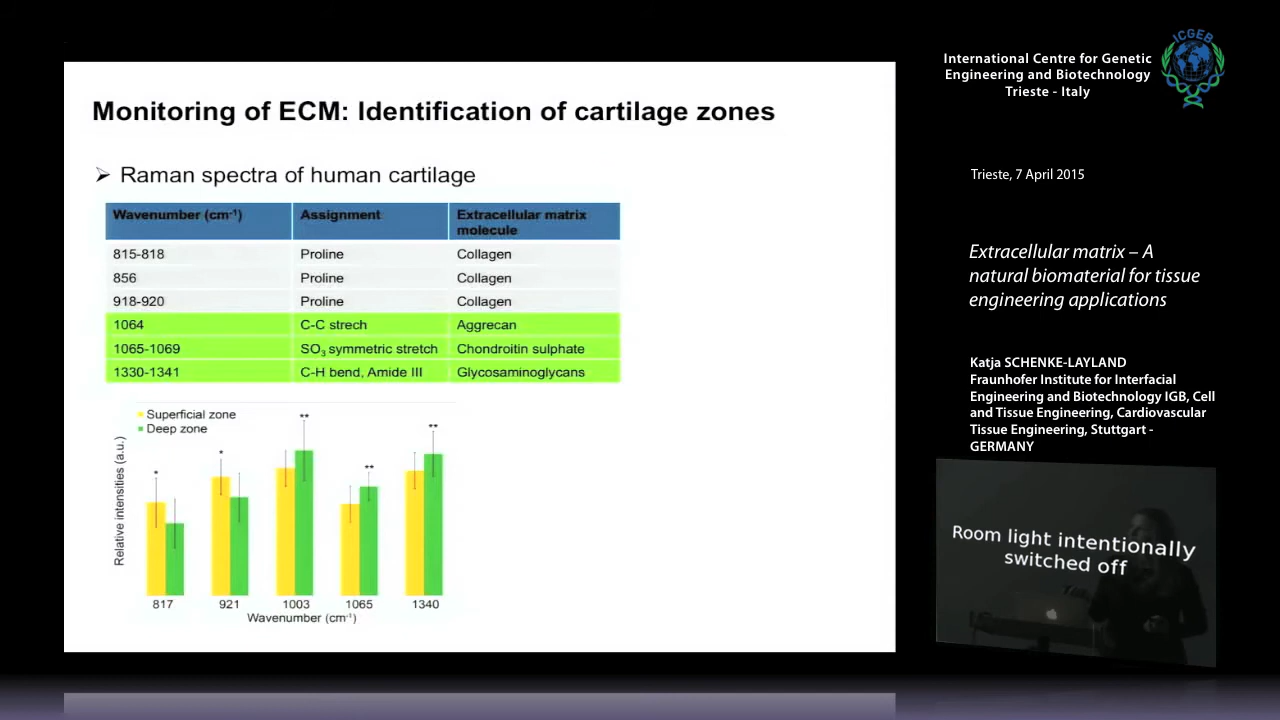 Monitoring of ECM: Identification of cartilage zones
➢ Raman spectra of human cartilage
Wavenumber (cm-1) Assignment Extracellular matrix molecule
815-818 Proline Collagen
856 Proline Collagen
918-920 Proline Collagen
1064 C-C strech Aggrecan
1065-1069 SO3 symmetric stretch Chondroitin sulphate
1330-1341 C-H bend, Amide III Glycosaminoglycans
Superficial zone
Deep zone
Relative intensities (a.u.)
* * ** ** **
817 921 1003 1065 1340
Wavenumber (cm-1)
ICGEB
International Centre for Genetic
Engineering and Biotechnology
Trieste - Italy
Trieste, 7 April 2015
Extracellular matrix – A
natural biomaterial for tissue
engineering applications
Katja SCHENKE-LAYLAND
Fraunhofer Institute for Interfacial
Engineering and Biotechnology IGB, Cell
and Tissue Engineering, Cardiovascular
Tissue Engineering, Stuttgart -
GERMANY
Room light intentionally
switched off